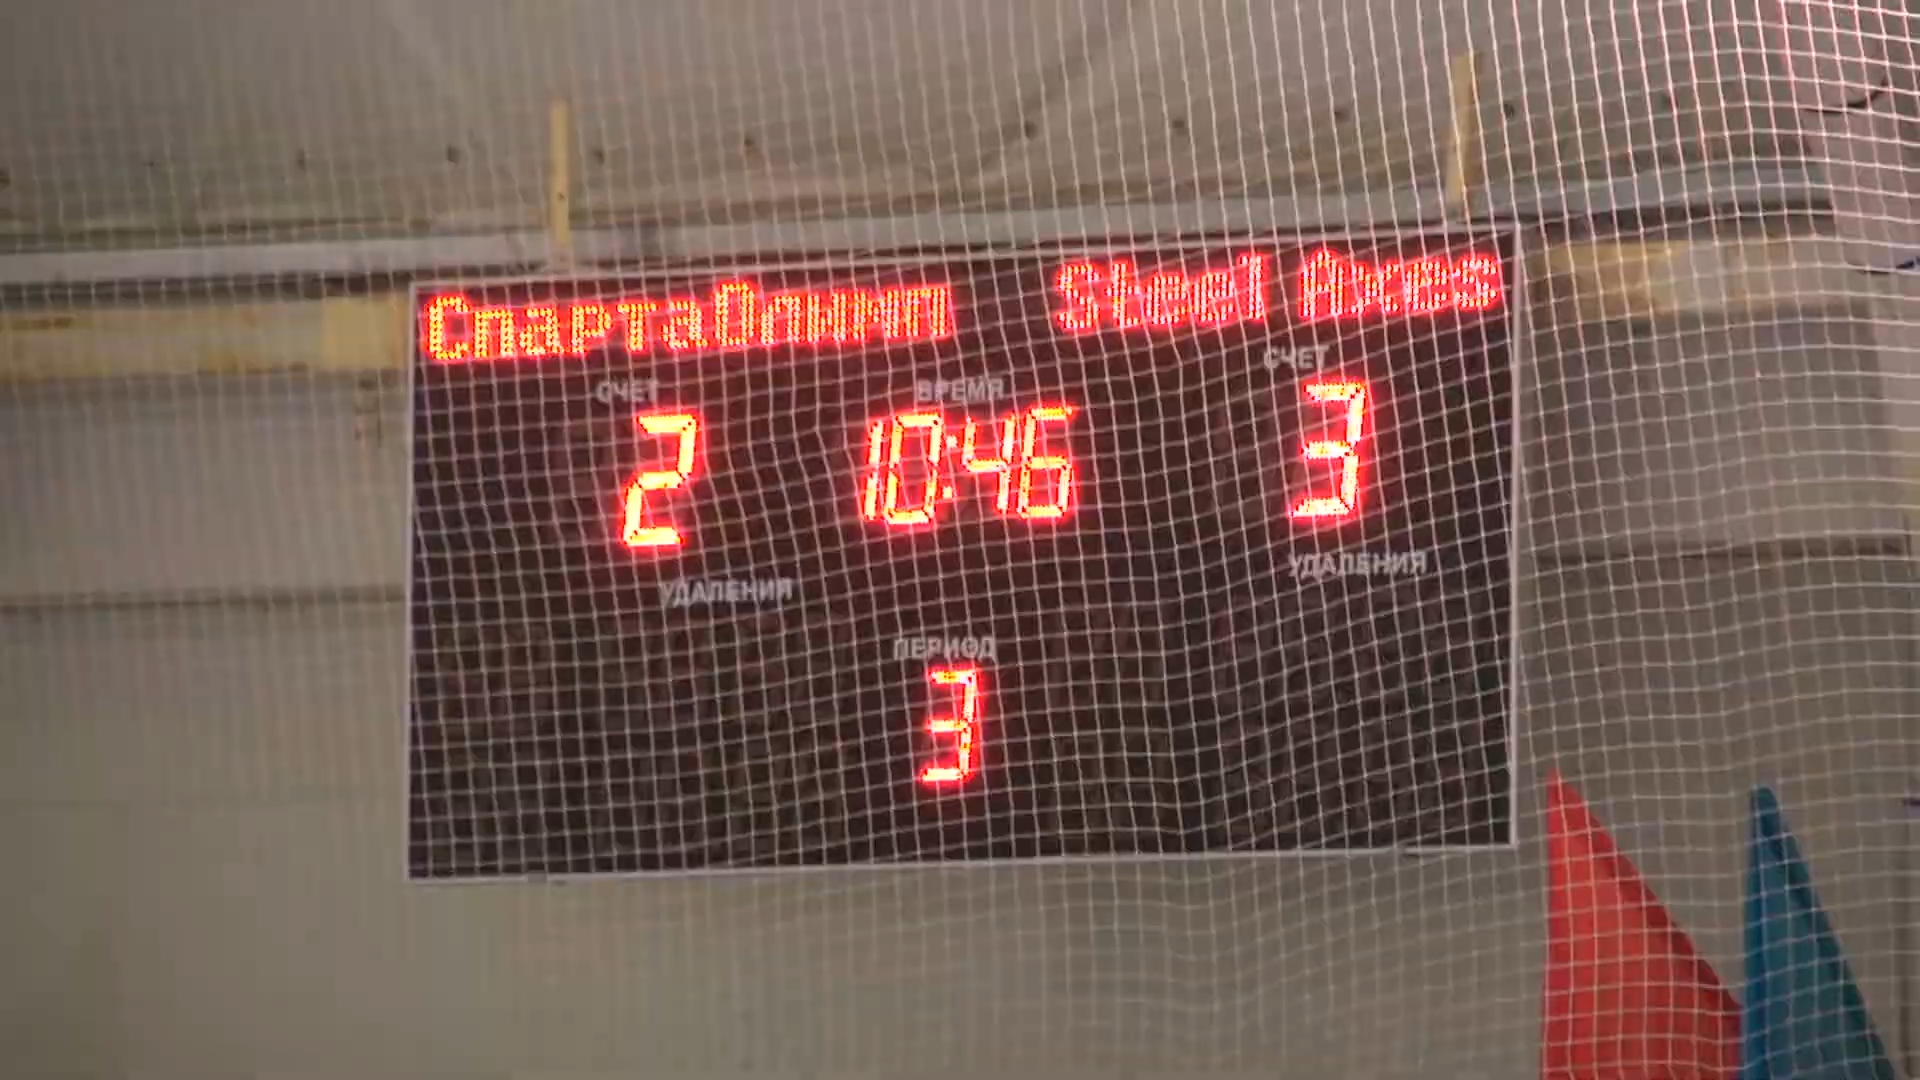 СпартаОлимп Steel Axes
СЧЕТ ВРЕМЯ СЧЕТ
2 10:46 3
УДАЛЕНИЯ УДАЛЕНИЯ
ПЕРИОД
3